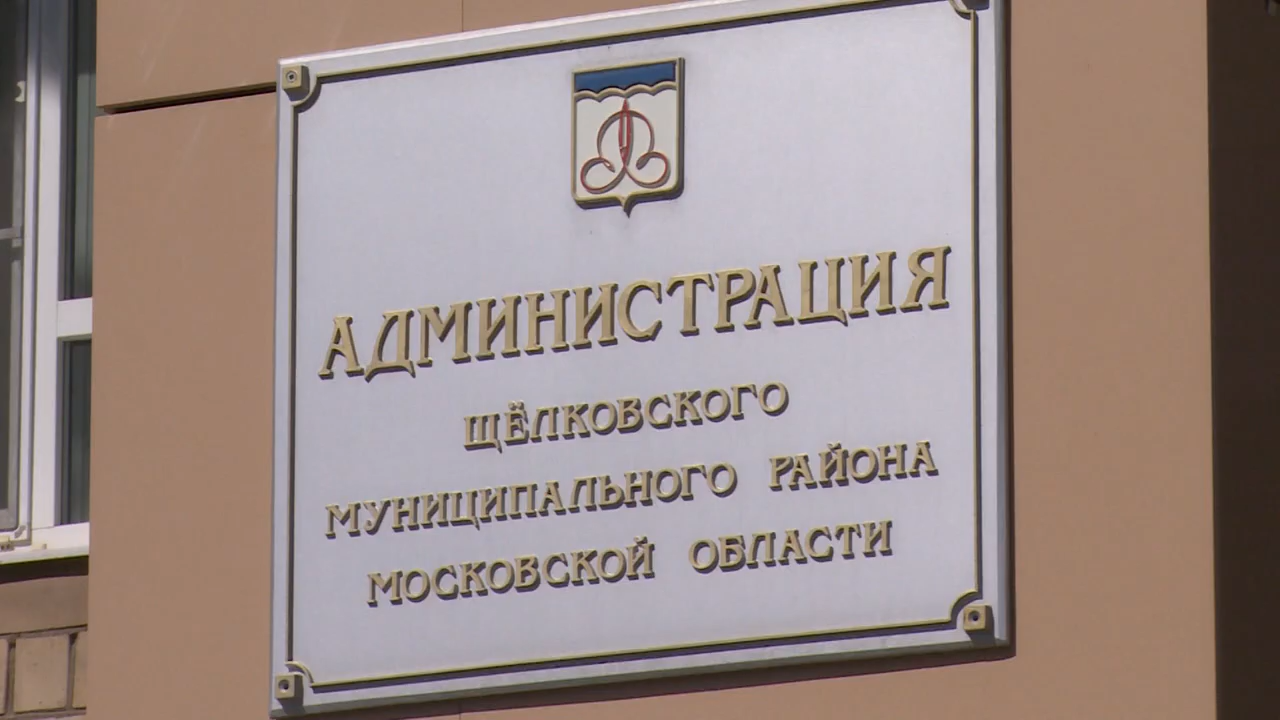 АДМИНИСТРАЦИЯ
ЩЁЛКОВСКОГО
МУНИЦИПАЛЬНОГО РАЙОНА
МОСКОВСКОЙ ОБЛАСТИ